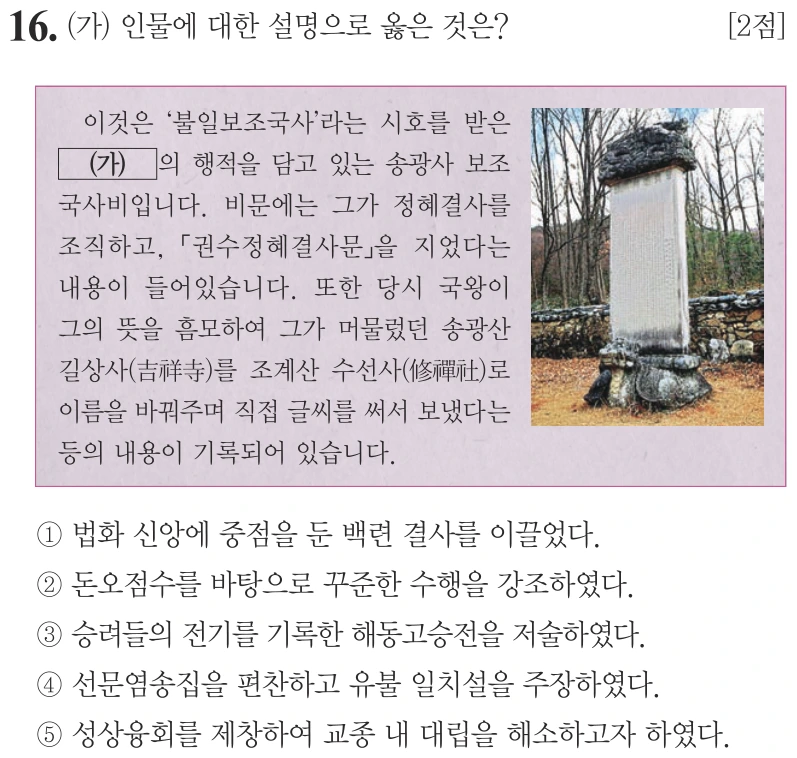 16. (가) 인물에 대한 설명으로 옳은 것은? [2점]
이것은 ‘불일보조국사’라는 시호를 받은
(가)의 행적을 담고 있는 송광사 보조
국사비입니다. 비문에는 그가 정혜결사를
조직하고, 「권수정혜결사문」을 지었다는
내용이 들어있습니다. 또한 당시 국왕이
그의 뜻을 흠모하여 그가 머물렀던 송광산
길상사(吉祥寺)를 조계산 수선사(修禪社)로
이름을 바꿔주며 직접 글씨를 써서 보냈다는
등의 내용이 기록되어 있습니다.
① 법화 신앙에 중점을 둔 백련 결사를 이끌었다.
② 돈오점수를 바탕으로 꾸준한 수행을 강조하였다.
③ 승려들의 전기를 기록한 해동고승전을 저술하였다.
④ 선문염송집을 편찬하고 유불 일치설을 주장하였다.
⑤ 성상융회를 제창하여 교종 내 대립을 해소하고자 하였다.